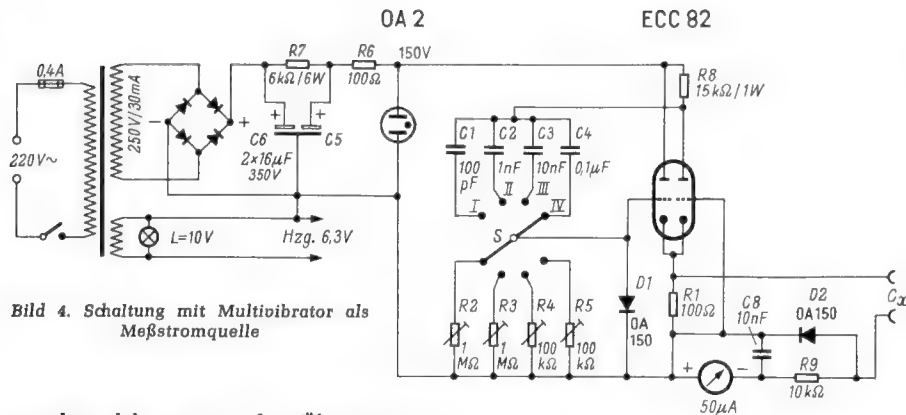 OA 2
ECC 82
0,4A
220V~
250V/30mA
-
+
R7
6kΩ/6W
R6
100Ω
150V
+
+
C6
C5
2×16µF
350V
L=10V
Hzg. 6,3V
R8
15kΩ/1W
C1
100
pF
C2
1nF
C3
10nF
C4
0,1µF
I
II
III
IV
S
R2
1
MΩ
R3
1
MΩ
R4
100
kΩ
R5
100
kΩ
D1
OA
150
R1
100Ω
C8
10nF
D2
OA150
Cx
R9
10kΩ
+
-
50µA
Bild 4. Schaltung mit Multivibrator als
Meßstromquelle